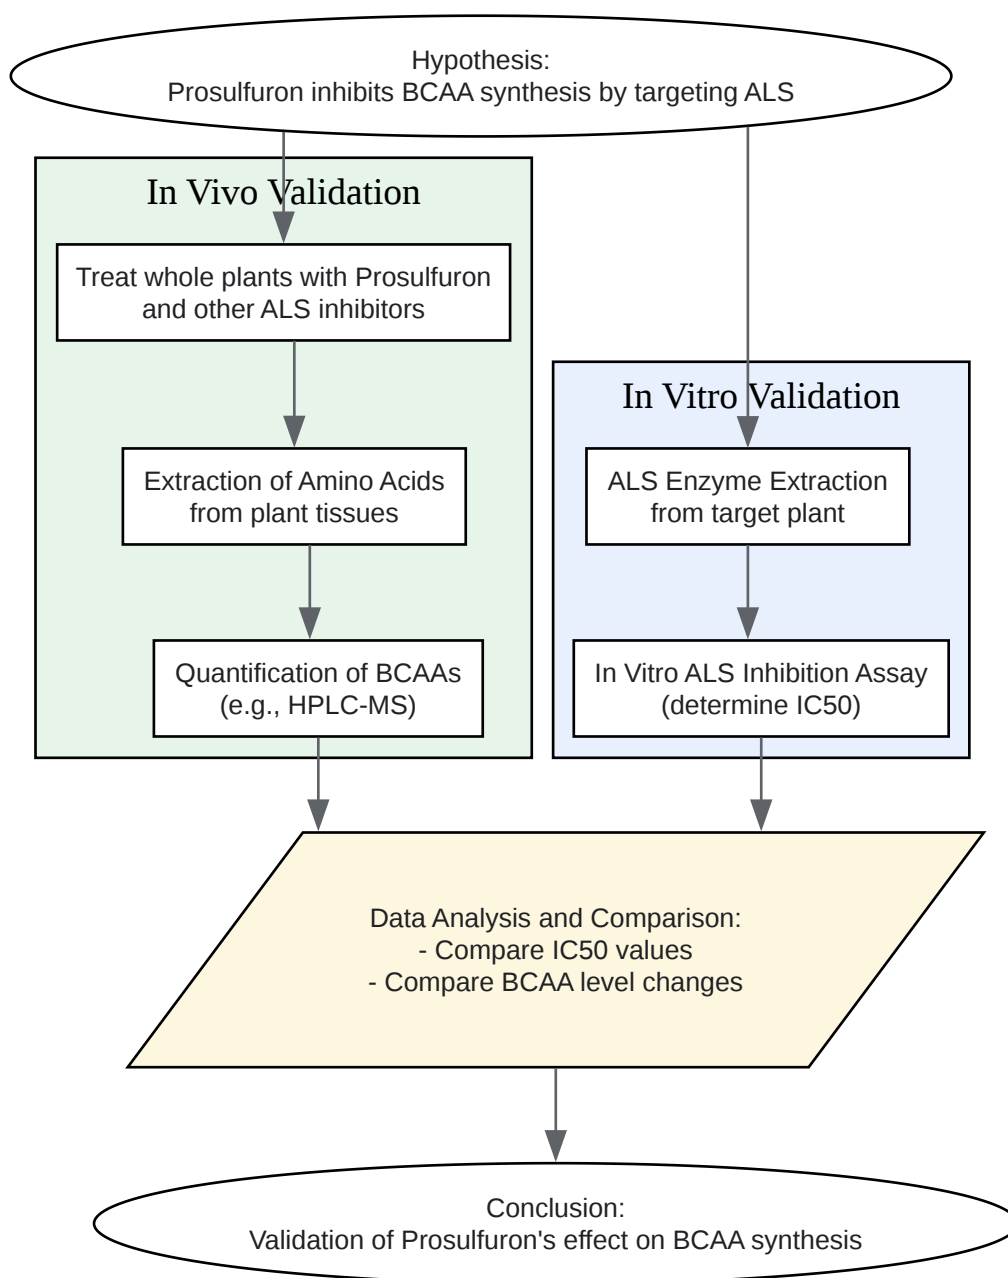 Hypothesis:
Prosulfuron inhibits BCAA synthesis by targeting ALS
In Vivo Validation
Treat whole plants with Prosulfuron
and other ALS inhibitors
Extraction of Amino Acids
from plant tissues
Quantification of BCAAs
(e.g., HPLC-MS)
In Vitro Validation
ALS Enzyme Extraction
from target plant
In Vitro ALS Inhibition Assay
(determine IC50)
Data Analysis and Comparison:
- Compare IC50 values
- Compare BCAA level changes
Conclusion:
Validation of Prosulfuron's effect on BCAA synthesis